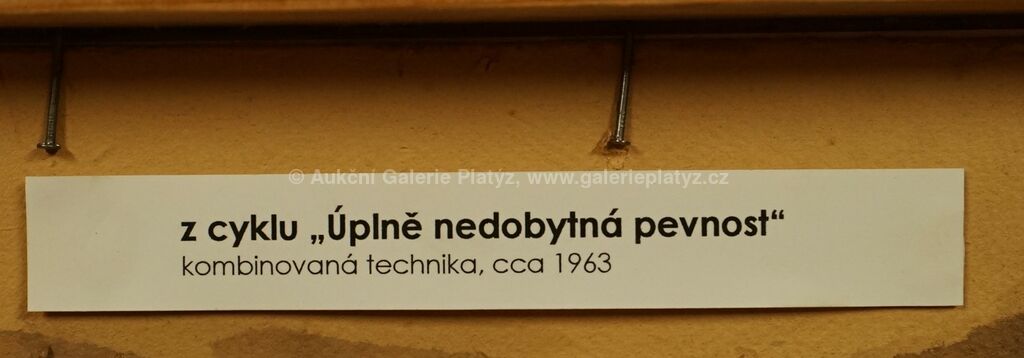 © Aukční Galerie Platýz, www.galerieplatyz.cz
z cyklu „Úplně nedobytná pevnost“
kombinovaná technika, cca 1963